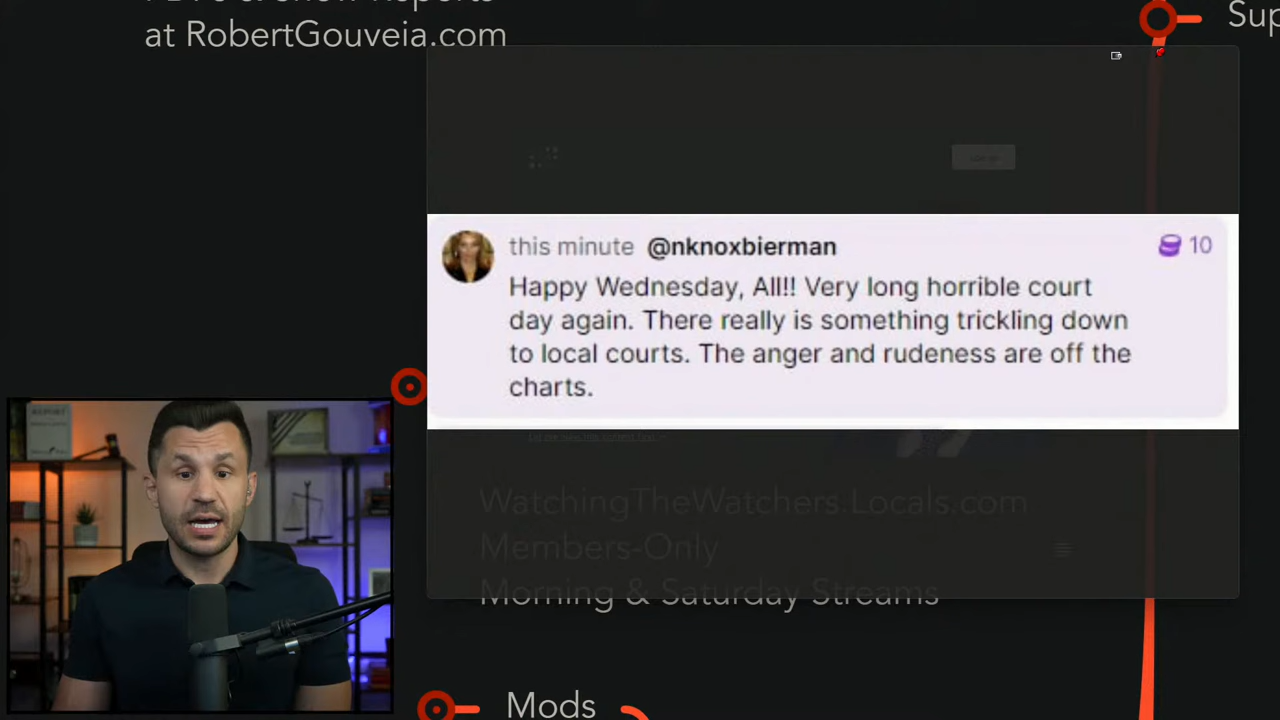 at RobertGouveia.com
this minute @nknoxbierman 10
Happy Wednesday, All!! Very long horrible court
day again. There really is something trickling down
to local courts. The anger and rudeness are off the
charts.
WatchingTheWatchers.Locals.com
Members-Only
Morning & Saturday Streams
Mods